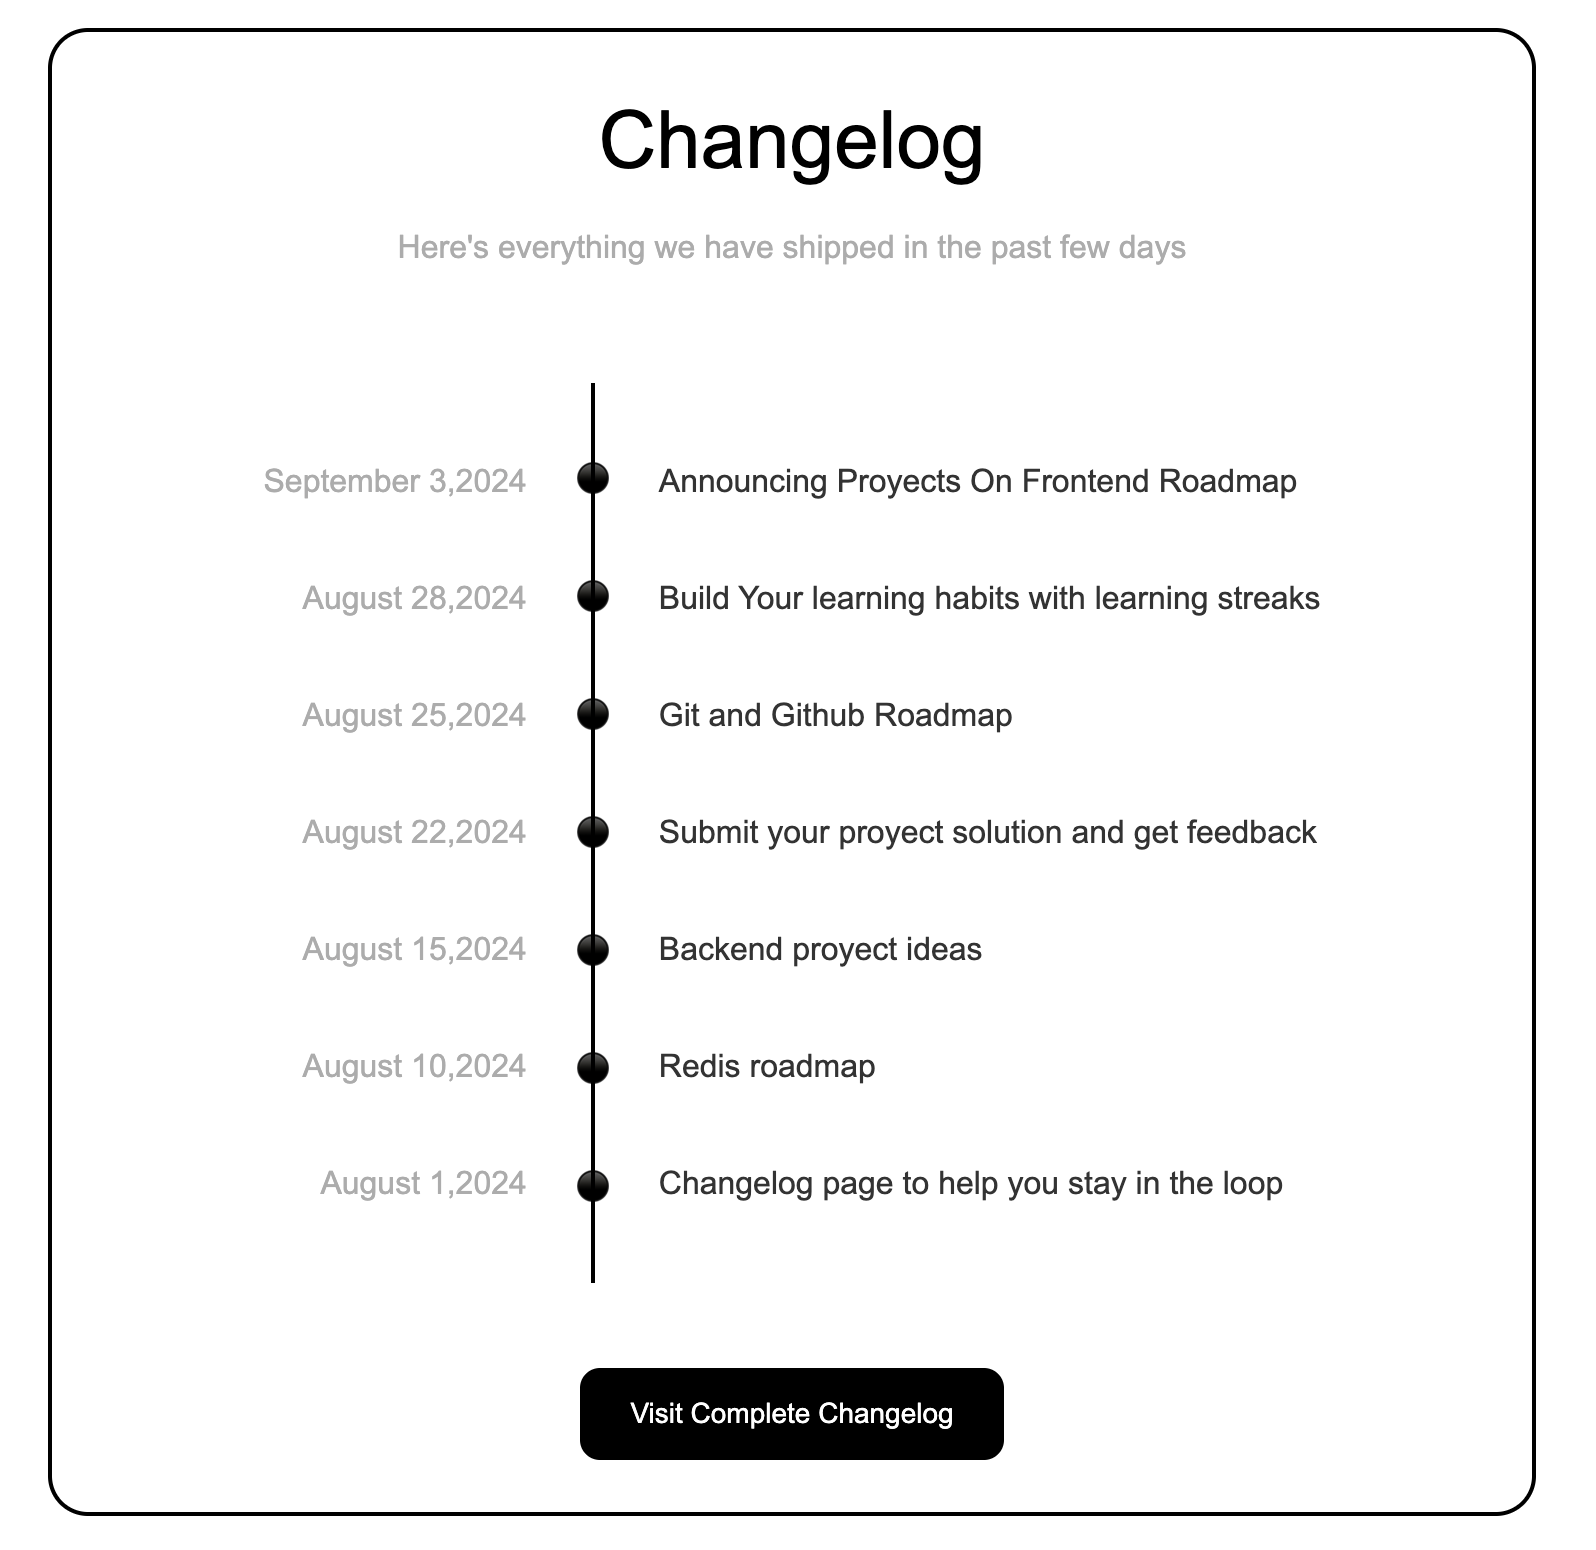 Changelog
Here's everything we have shipped in the past few days
September 3,2024 Announcing Proyects On Frontend Roadmap
August 28,2024 Build Your learning habits with learning streaks
August 25,2024 Git and Github Roadmap
August 22,2024 Submit your proyect solution and get feedback
August 15,2024 Backend proyect ideas
August 10,2024 Redis roadmap
August 1,2024 Changelog page to help you stay in the loop
Visit Complete Changelog